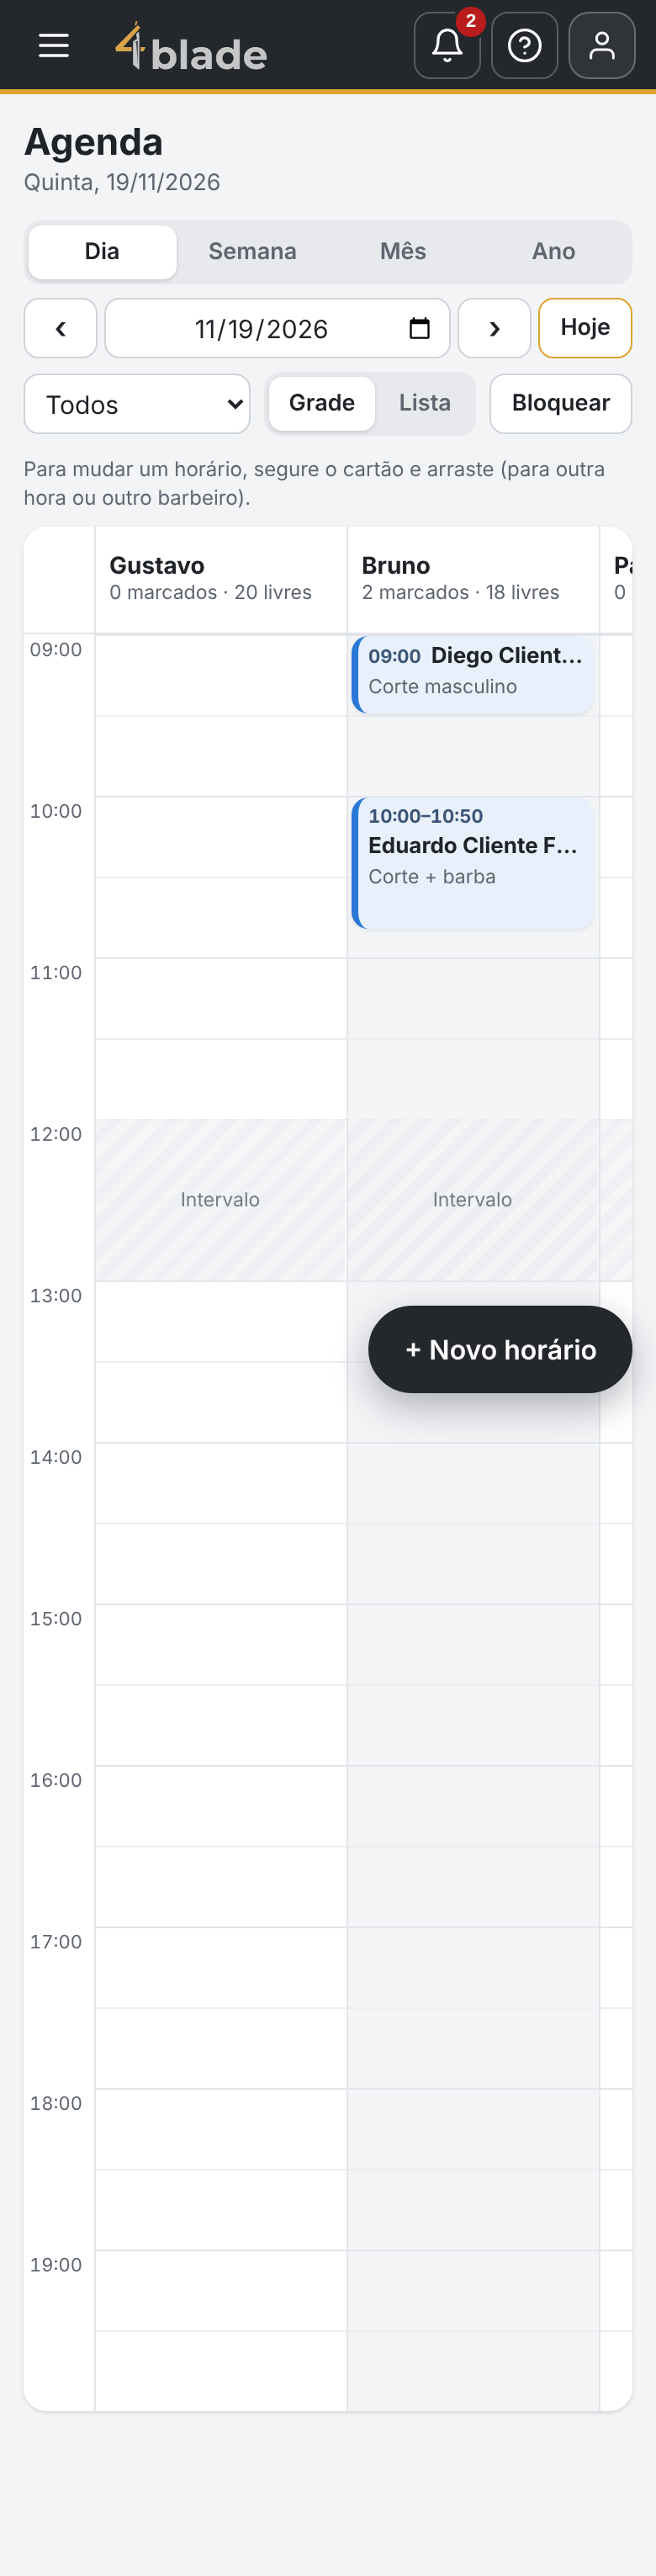 4blade
2
Agenda
Quinta, 19/11/2026
Dia Semana Mês Ano
‹ 11/19/2026 › Hoje
Todos Grade Lista Bloquear
Para mudar um horário, segure o cartão e arraste (para outra
hora ou outro barbeiro).
Gustavo Bruno
0 marcados · 20 livres 2 marcados · 18 livres 0
09:00 09:00 Diego Client…
Corte masculino
10:00 10:00–10:50
Eduardo Cliente F…
Corte + barba
11:00
12:00
Intervalo Intervalo
13:00
+ Novo horário
14:00
15:00
16:00
17:00
18:00
19:00